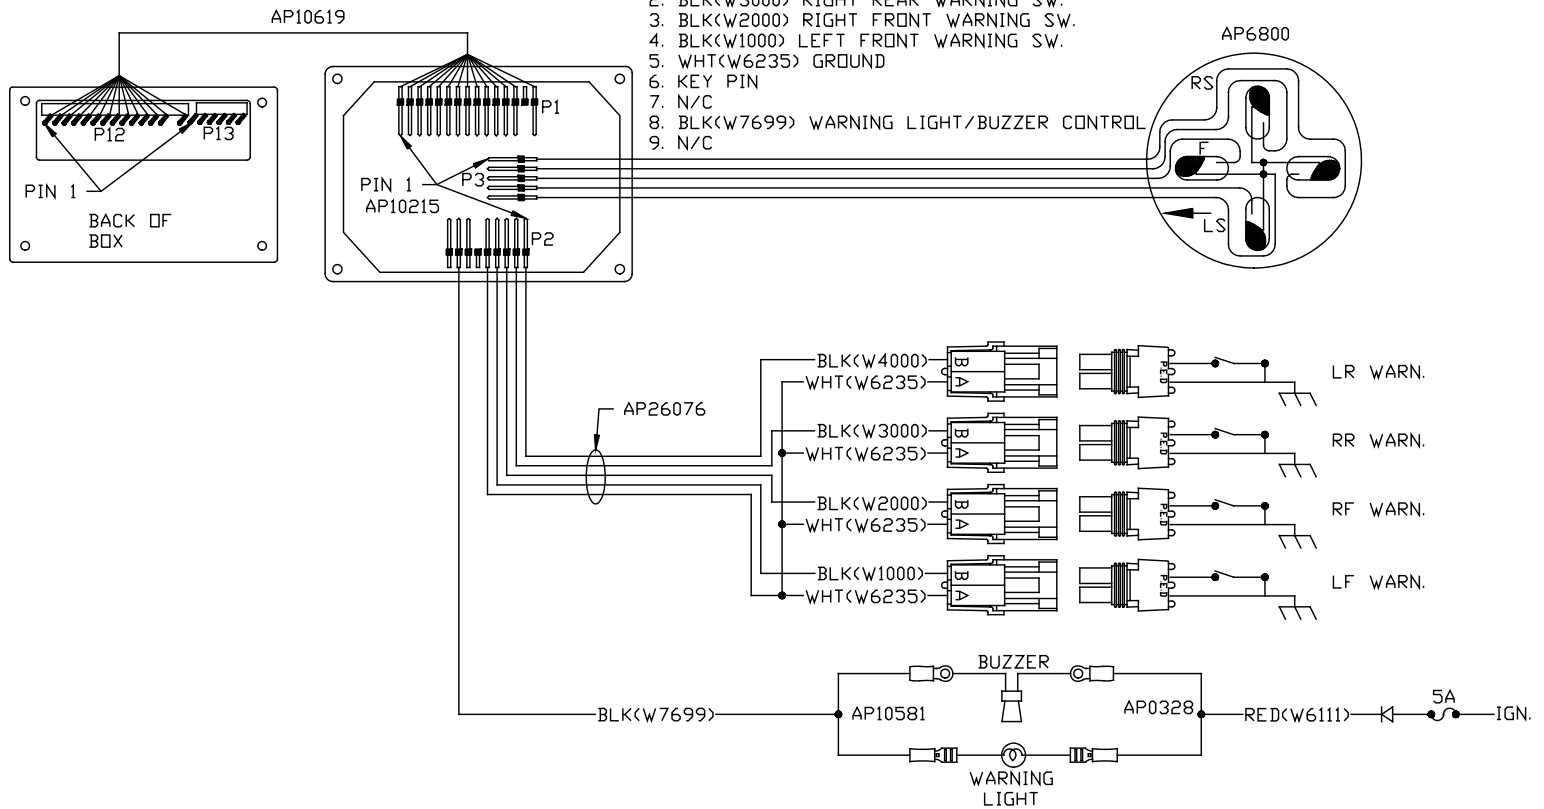 AP10619
2. BLK(W3000) RIGHT REAR WARNING SW.
3. BLK(W2000) RIGHT FRONT WARNING SW.
4. BLK(W1000) LEFT FRONT WARNING SW.
5. WHT(W6235) GROUND
6. KEY PIN
7. N/C
8. BLK(W7699) WARNING LIGHT/BUZZER CONTROL
9. N/C
AP6800
RS
F
LS
P12
P13
PIN 1
BACK OF
BOX
P1
P3
PIN 1
AP10215
P2
AP26076
BLK(W4000)
WHT(W6235)
B
A
PED
LR WARN.
BLK(W3000)
WHT(W6235)
B
A
PED
RR WARN.
BLK(W2000)
WHT(W6235)
B
A
PED
RF WARN.
BLK(W1000)
WHT(W6235)
B
A
PED
LF WARN.
BUZZER
BLK(W7699)
AP10581
AP0328
RED(W6111)
5A
IGN.
WARNING
LIGHT